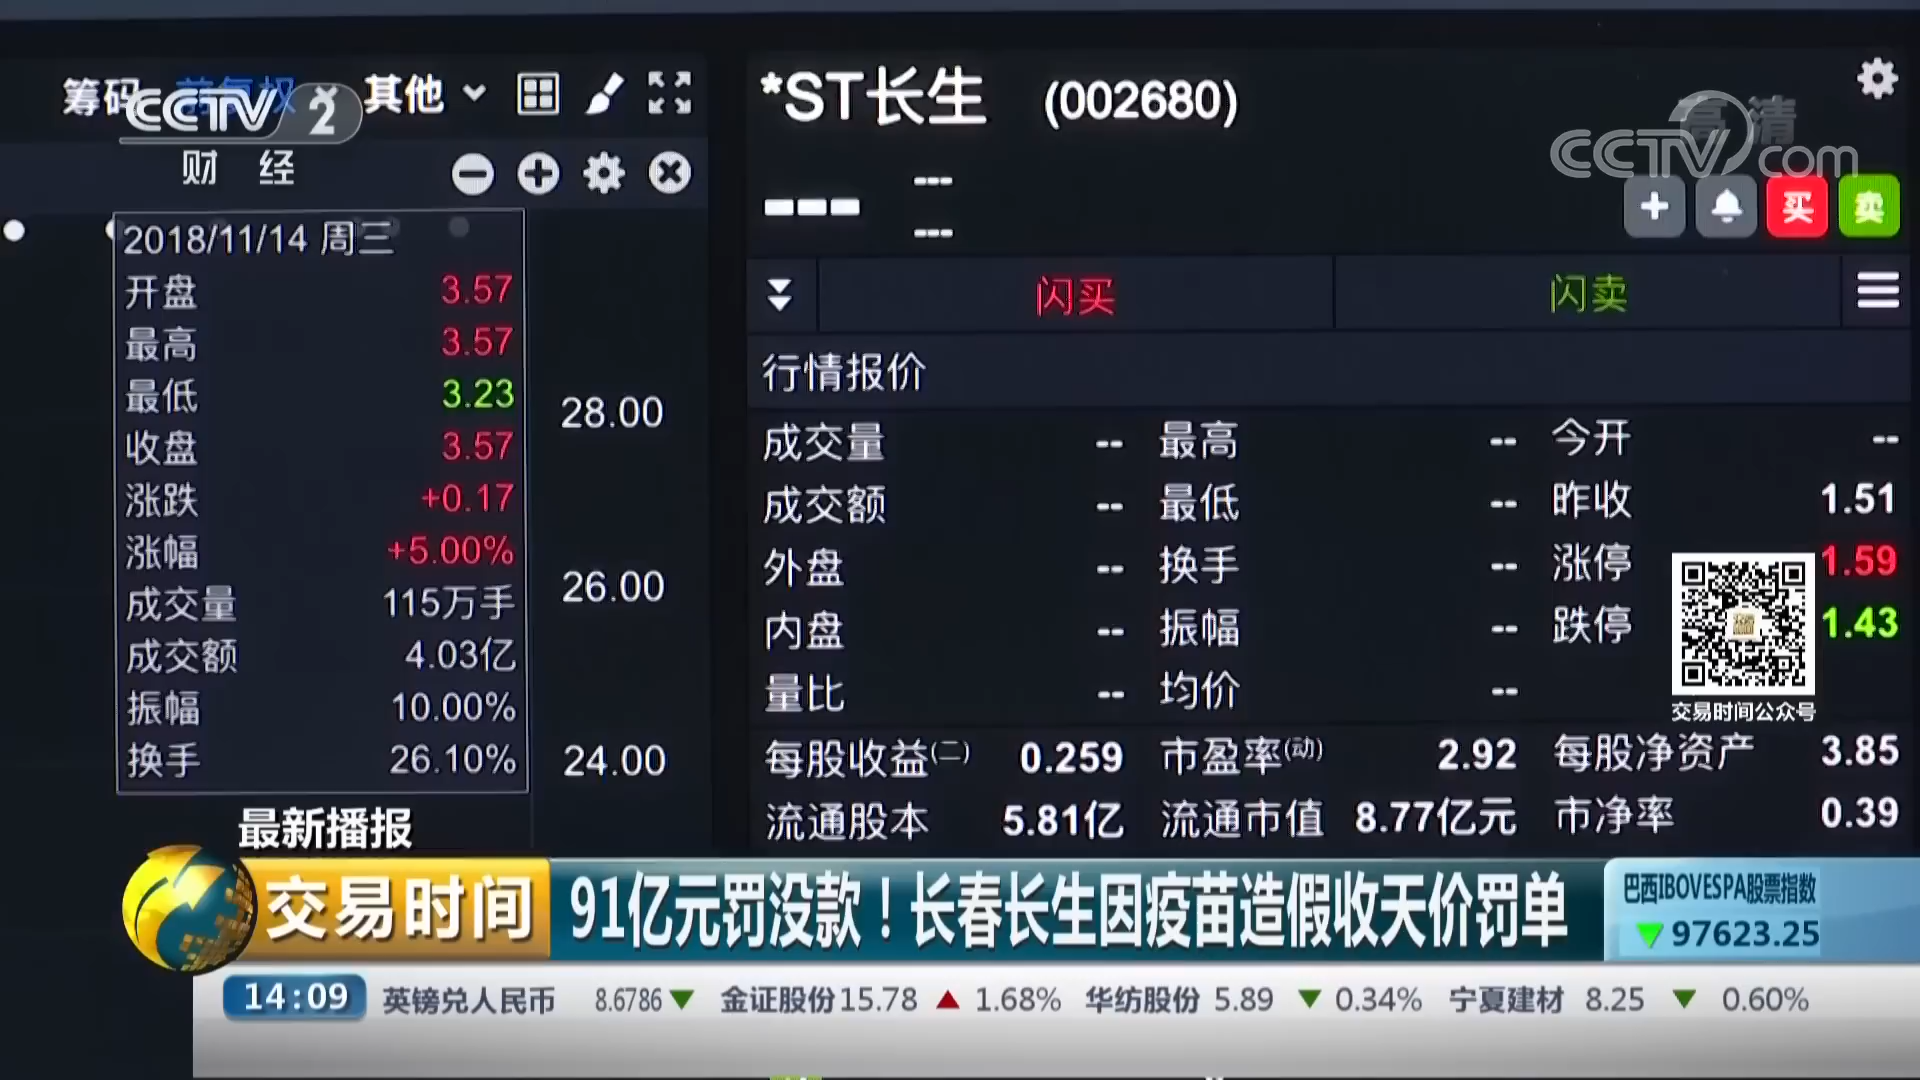 筹码 前复权 其他
CCTV 2
财经
*ST长生 (002680)
高清
CCTV.com
---
---
---
买 卖
2018/11/14 周三
开盘 3.57
最高 3.57
最低 3.23
收盘 3.57
涨跌 +0.17
涨幅 +5.00%
成交量 115万手
成交额 4.03亿
振幅 10.00%
换手 26.10%
28.00
26.00
24.00
闪买 闪卖
行情报价
成交量 -- 最高 -- 今开 --
成交额 -- 最低 -- 昨收 1.51
外盘 -- 换手 -- 涨停 1.59
内盘 -- 振幅 -- 跌停 1.43
量比 -- 均价 --
交易时间公众号
每股收益(二) 0.259 市盈率(动) 2.92 每股净资产 3.85
流通股本 5.81亿 流通市值 8.77亿元 市净率 0.39
最新播报
交易时间 91亿元罚没款！长春长生因疫苗造假收天价罚单
巴西IBOVESPA股票指数
▼97623.25
14:09 英镑兑人民币 8.6786▼ 金证股份15.78 ▲ 1.68% 华纺股份 5.89 ▼ 0.34% 宁夏建材 8.25 ▼ 0.60%